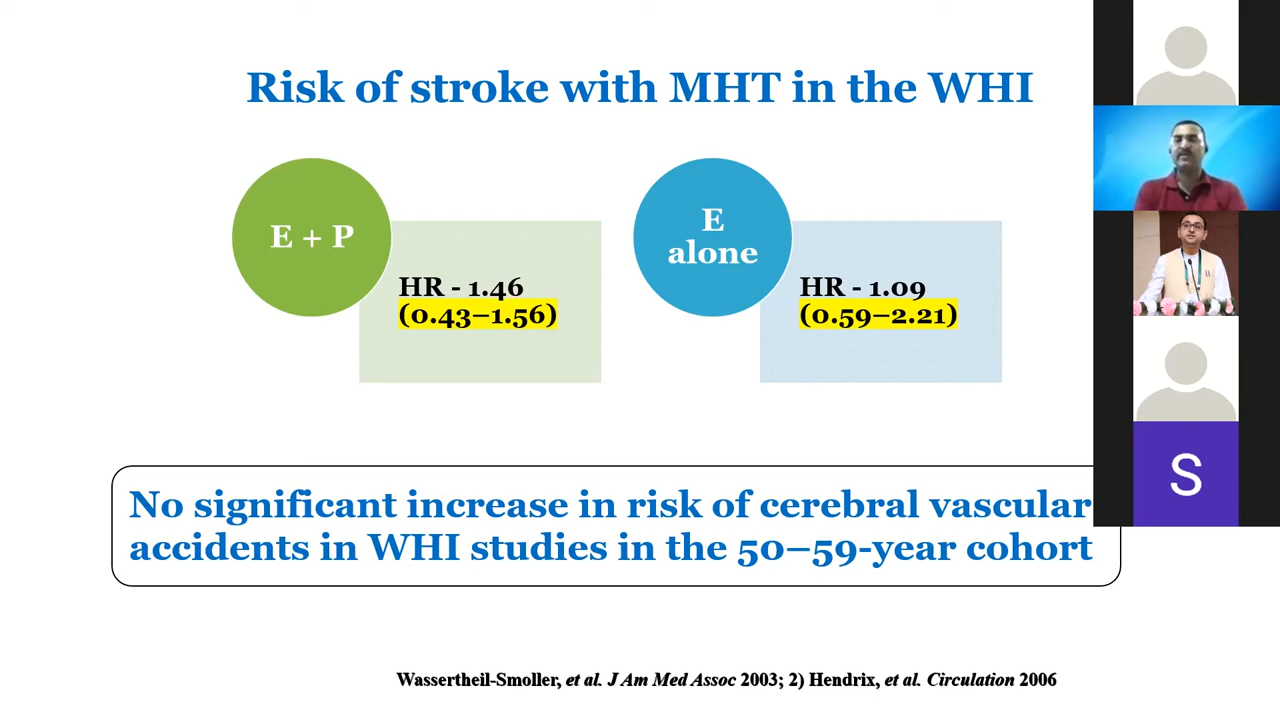 Risk of stroke with MHT in the WHI
E + P
HR - 1.46
(0.43–1.56)
E
alone
HR - 1.09
(0.59–2.21)
No significant increase in risk of cerebral vascular
accidents in WHI studies in the 50–59-year cohort
Wassertheil-Smoller, et al. J Am Med Assoc 2003; 2) Hendrix, et al. Circulation 2006
S